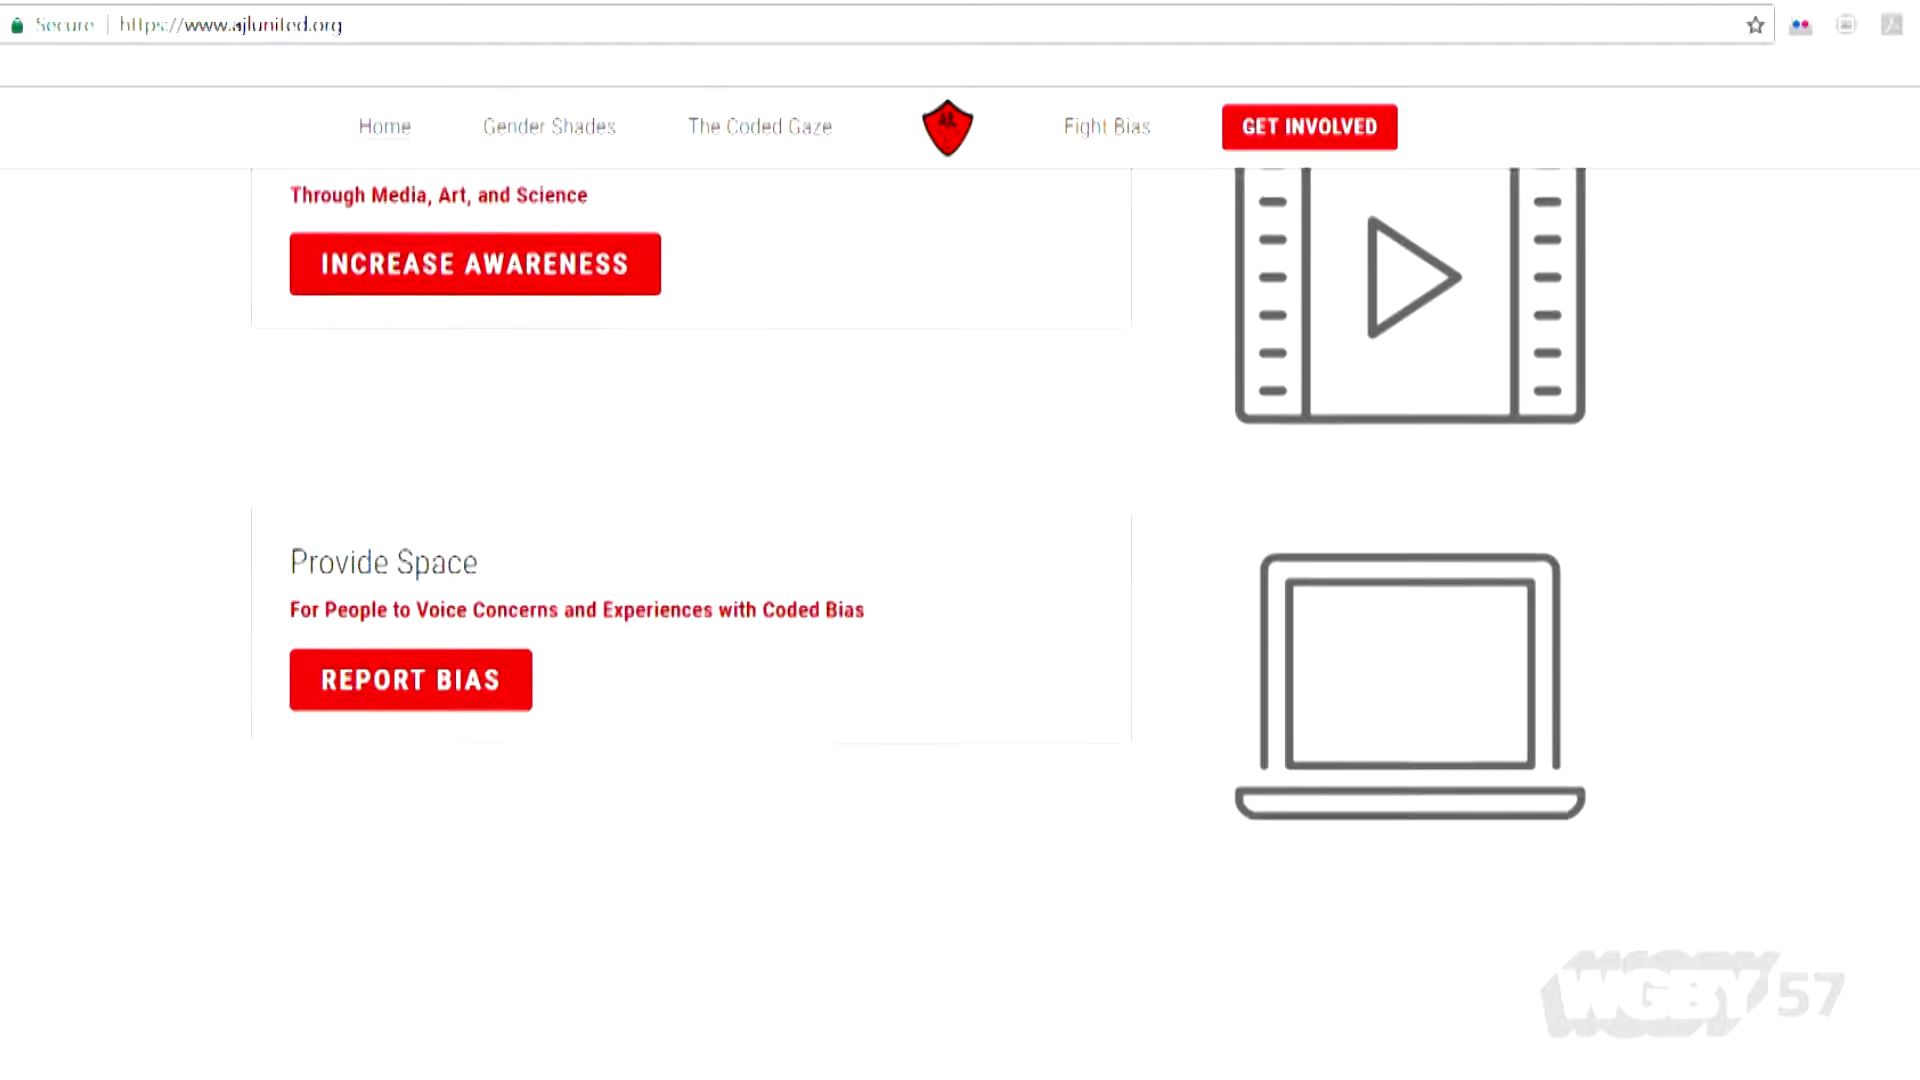 Secure https://www.ajlunited.org
Home Gender Shades The Coded Gaze AJL Fight Bias GET INVOLVED
Through Media, Art, and Science
INCREASE AWARENESS
Provide Space
For People to Voice Concerns and Experiences with Coded Bias
REPORT BIAS
WGBY 57